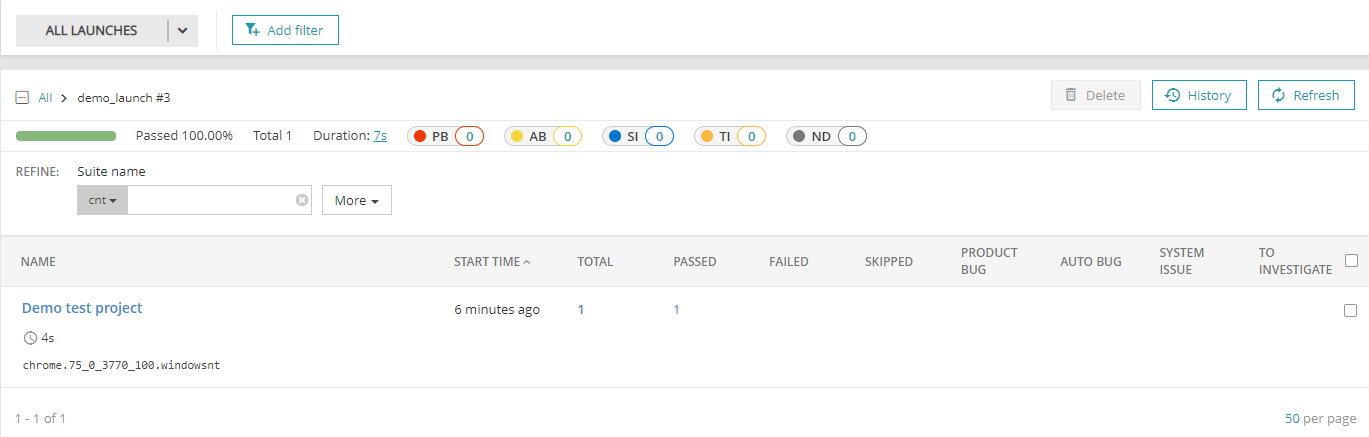 ALL LAUNCHES
Add filter
All
demo_launch #3
Delete
History
Refresh
Passed 100.00%
Total 1
Duration: 7s
PB 0
AB 0
SI 0
TI 0
ND 0
REFINE:
Suite name
cnt
More
NAME
START TIME
TOTAL
PASSED
FAILED
SKIPPED
PRODUCT
BUG
AUTO BUG
SYSTEM
ISSUE
TO
INVESTIGATE
Demo test project
6 minutes ago
1
1
4s
chrome.75_0_3770_100.windowsnt
1 - 1 of 1
50 per page